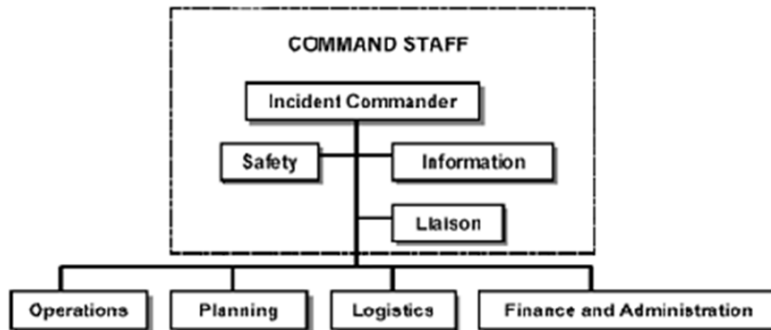 COMMAND STAFF
Incident Commander
Safety
Information
Liaison
Operations
Planning
Logistics
Finance and Administration